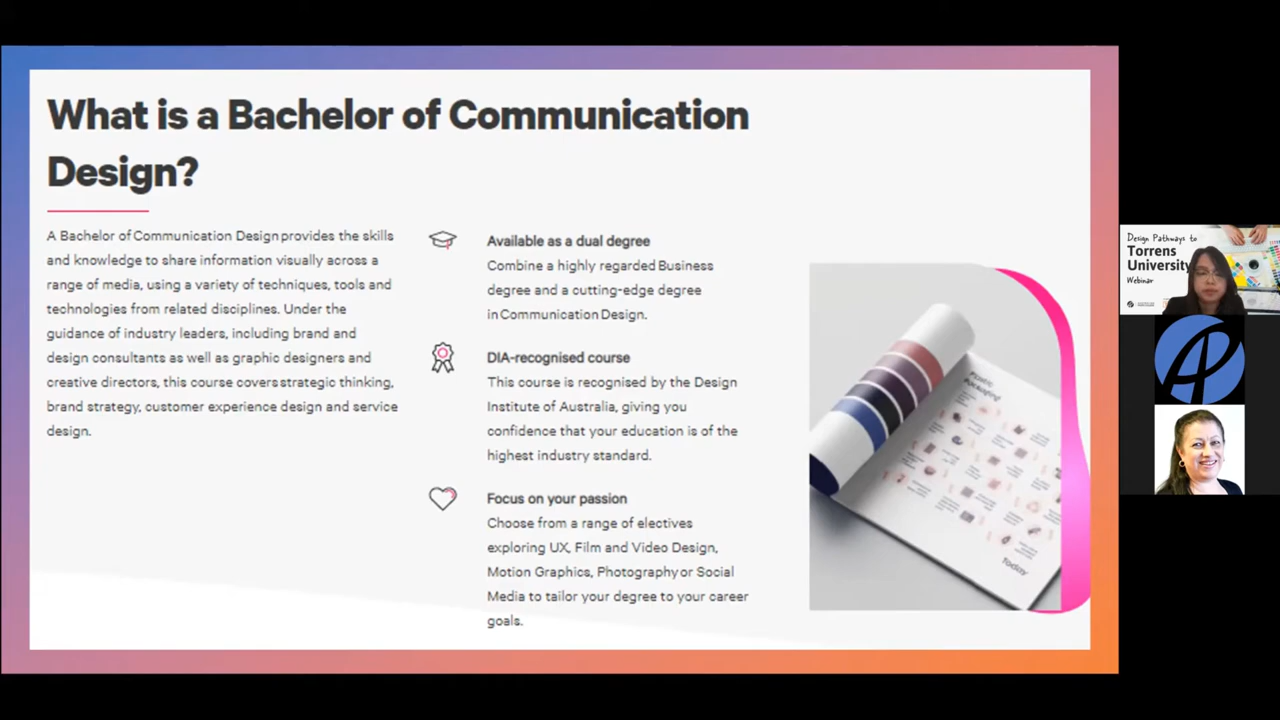 What is a Bachelor of Communication
Design?
A Bachelor of Communication Design provides the skills
and knowledge to share information visually across a
range of media, using a variety of techniques, tools and
technologies from related disciplines. Under the
guidance of industry leaders, including brand and
design consultants as well as graphic designers and
creative directors, this course covers strategic thinking,
brand strategy, customer experience design and service
design.
Available as a dual degree
Combine a highly regarded Business
degree and a cutting-edge degree
in Communication Design.
DIA-recognised course
This course is recognised by the Design
Institute of Australia, giving you
confidence that your education is of the
highest industry standard.
Focus on your passion
Choose from a range of electives
exploring UX, Film and Video Design,
Motion Graphics, Photography or Social
Media to tailor your degree to your career
goals.
Plastic
Packaging
Today
Design Pathways to
Torrens
University
Webinar